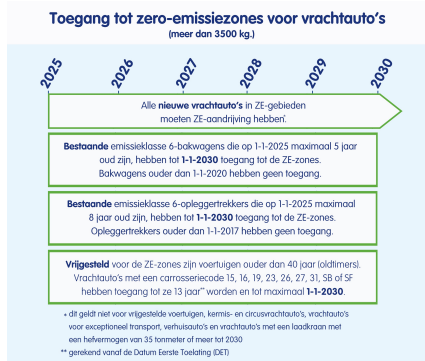 Toegang tot zero-emissiezones voor vrachtauto's
(meer dan 3500 kg.)
2025 2026 2027 2028 2029 2030
Alle nieuwe vrachtauto's in ZE-gebieden
moeten ZE-aandrijving hebben*.
Bestaande emissieklasse 6-bakwagens die op 1-1-2025 maximaal 5 jaar
oud zijn, hebben tot 1-1-2030 toegang tot de ZE-zones.
Bakwagens ouder dan 1-1-2020 hebben geen toegang.
Bestaande emissieklasse 6-opleggertrekkers die op 1-1-2025 maximaal
8 jaar oud zijn, hebben tot 1-1-2030 toegang tot de ZE-zones.
Opleggertrekkers ouder dan 1-1-2017 hebben geen toegang.
Vrijgesteld voor de ZE-zones zijn voertuigen ouder dan 40 jaar (oldtimers).
Vrachtauto's met een carrosseriecode 15, 16, 19, 23, 26, 27, 31, SB of SF
hebben toegang tot ze 13 jaar** worden en tot maximaal 1-1-2030.
* dit geldt niet voor vrijgestelde voertuigen, kermis- en circusvrachtauto's, vrachtauto's
voor exceptioneel transport, verhuisauto's en vrachtauto's met een laadkraan met
een hefvermogen van 35 tonmeter of meer tot 2030
** gerekend vanaf de Datum Eerste Toelating (DET)